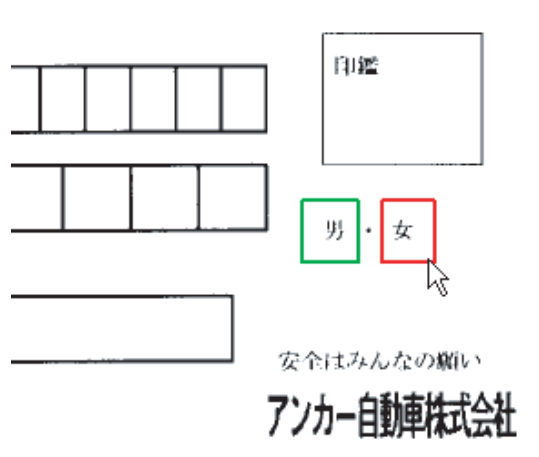 印鑑
男・女
安全はみんなの願い
アンカー自動車株式会社